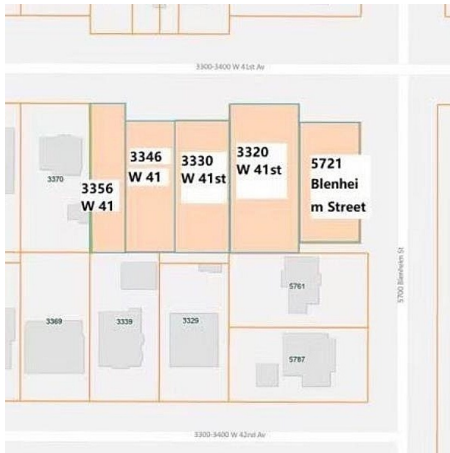 3300-3400 W 41st Av
3370
3356
W 41
3346
W 41
3330
W 41st
3320
W 41st
5721
Blenhei
m Street
5700 Blenheim St
5761
3369
3339
3329
5787
3300-3400 W 42nd Av